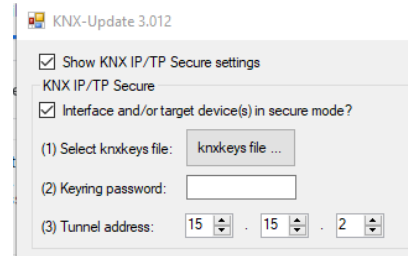 KNX-Update 3.012
Show KNX IP/TP Secure settings
KNX IP/TP Secure
Interface and/or target device(s) in secure mode?
(1) Select knxkeys file: knxkeys file ...
(2) Keyring password:
(3) Tunnel address: 15 . 15 . 2